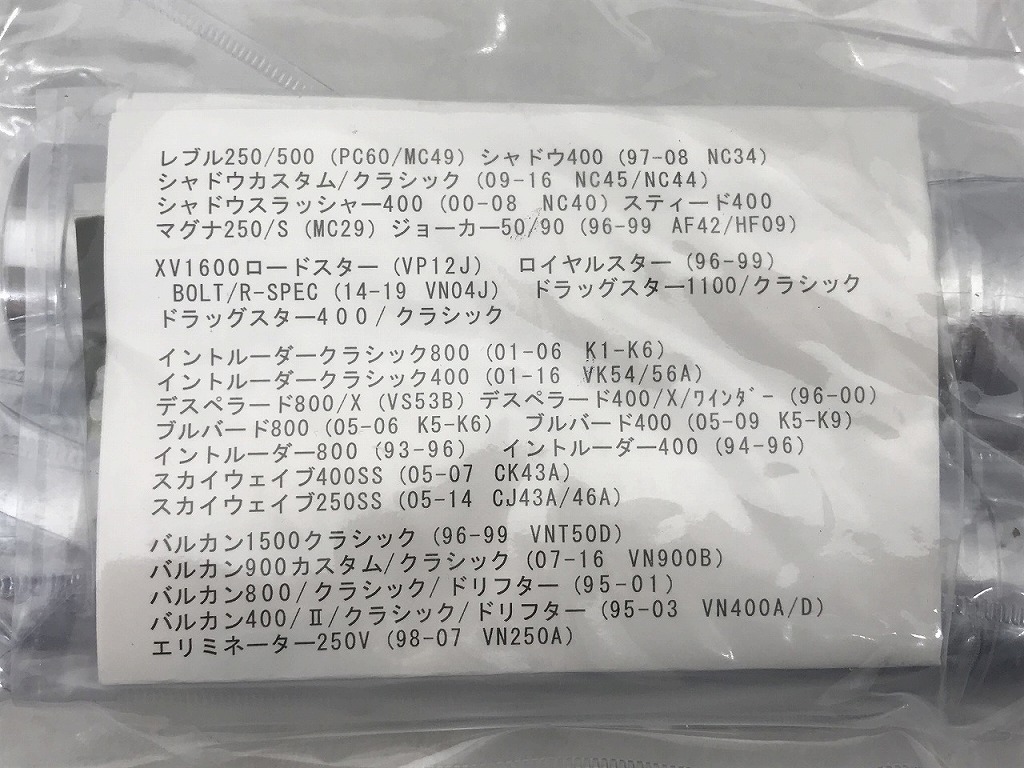 レブル250/500 (PC60/MC49) シャドウ400 (97-08 NC34)
シャドウカスタム/クラシック (09-16 NC45/NC44)
シャドウスラッシャー400 (00-08 NC40) スティード400
マグナ250/S (MC29) ジョーカー50/90 (96-99 AF42/HF09)
XV1600ロードスター (VP12J) ロイヤルスター (96-99)
BOLT/R-SPEC (14-19 VN04J) ドラッグスター1100/クラシック
ドラッグスター400/クラシック
イントルーダークラシック800 (01-06 K1-K6)
イントルーダークラシック400 (01-16 VK54/56A)
デスペラード800/X (VS53B) デスペラード400/X/ワインダー (96-00)
ブルバード800 (05-06 K5-K6) ブルバード400 (05-09 K5-K9)
イントルーダー800 (93-96) イントルーダー400 (94-96)
スカイウェイブ400SS (05-07 CK43A)
スカイウェイブ250SS (05-14 CJ43A/46A)
バルカン1500クラシック (96-99 VNT50D)
バルカン900カスタム/クラシック (07-16 VN900B)
バルカン800/クラシック/ドリフター (95-01)
バルカン400/Ⅱ/クラシック/ドリフター (95-03 VN400A/D)
エリミネーター250V (98-07 VN250A)